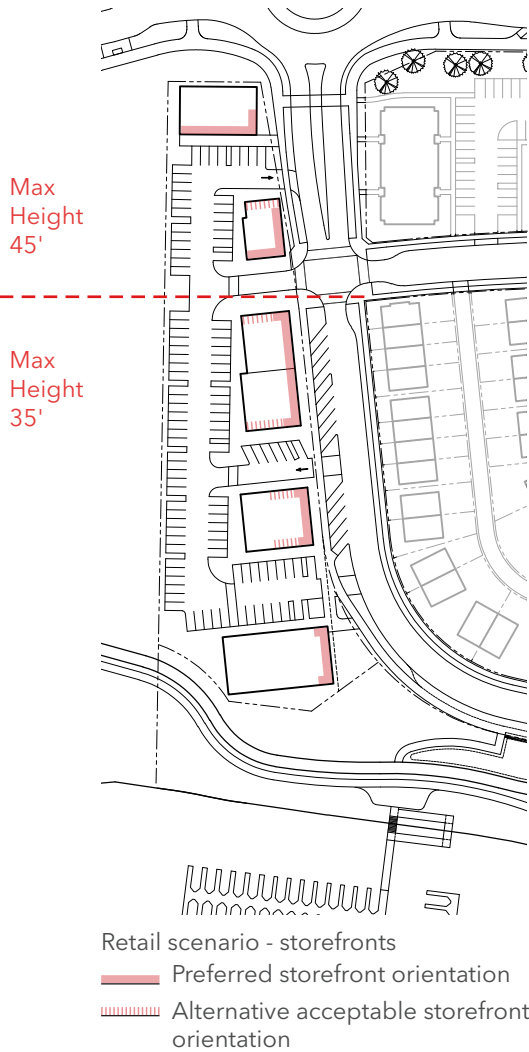 Max
Height
45'
Max
Height
35'
Retail scenario - storefronts
Preferred storefront orientation
Alternative acceptable storefront
orientation